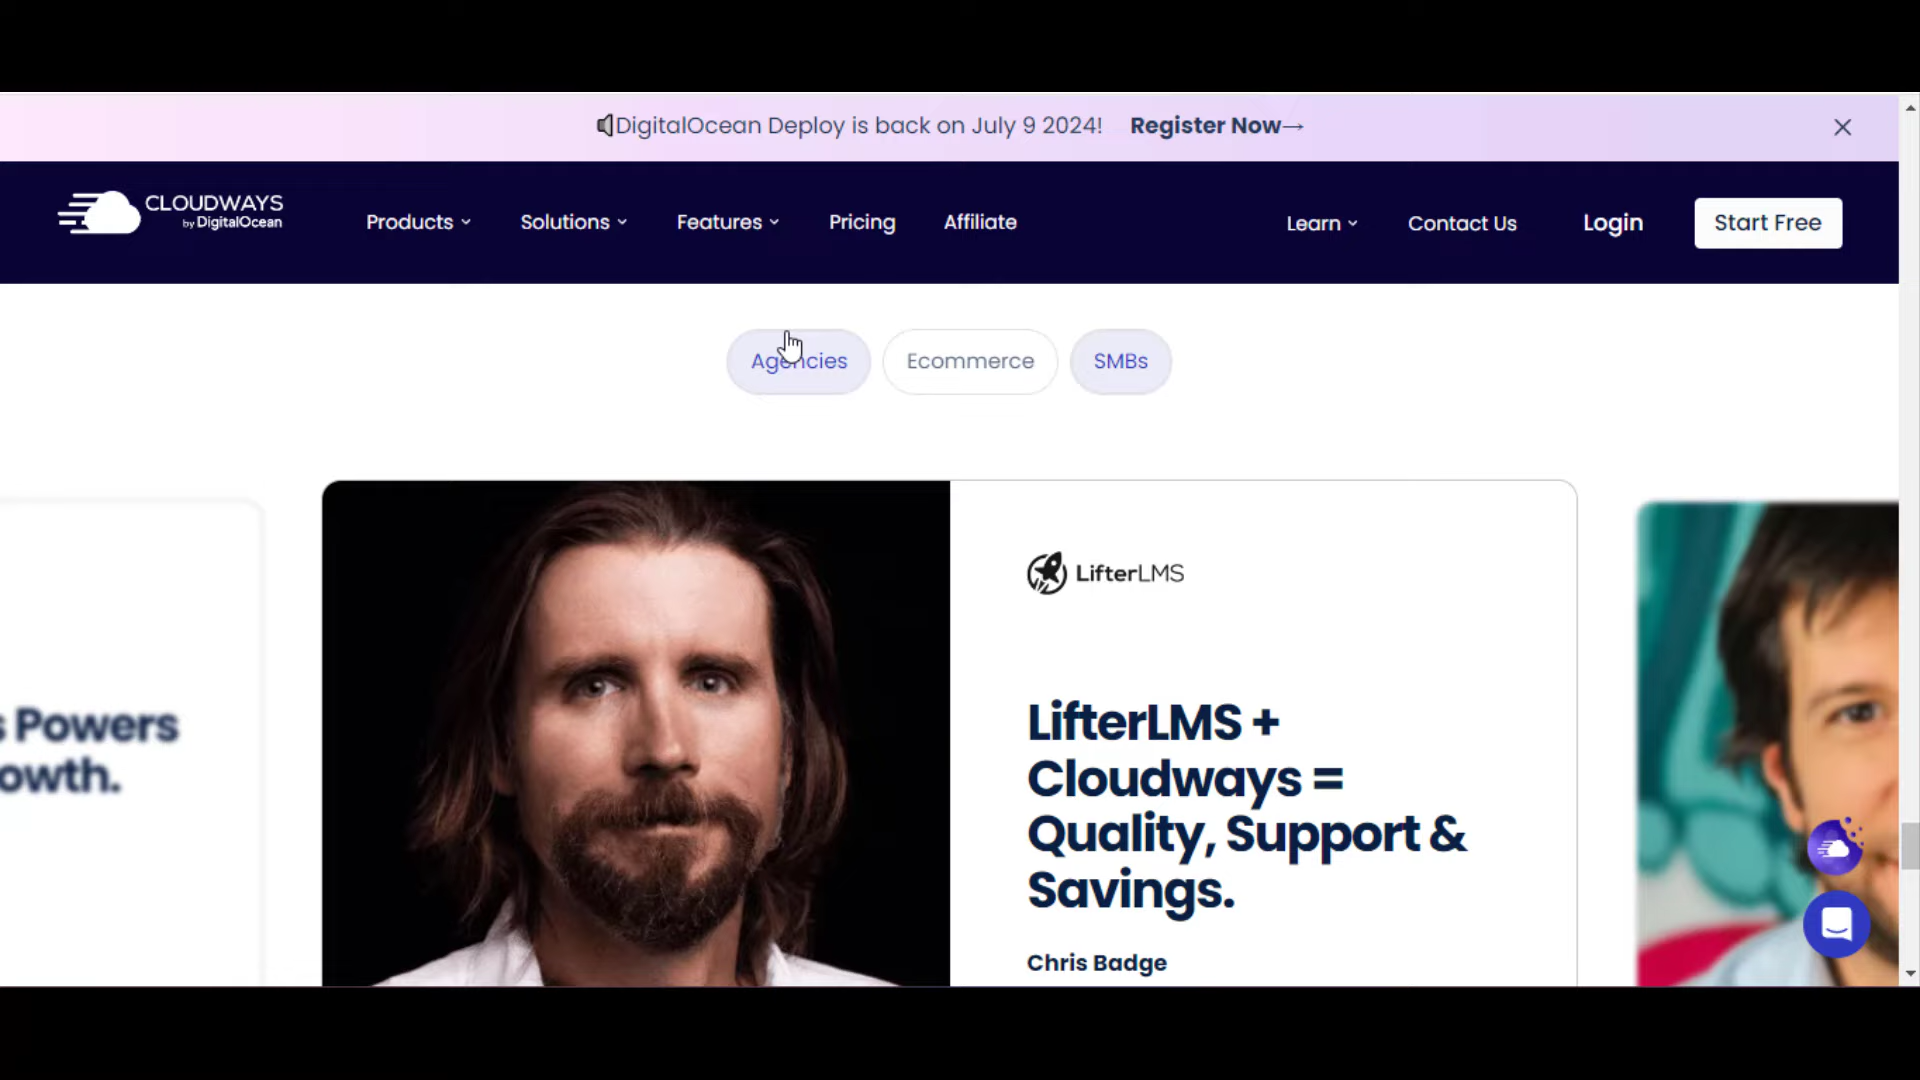 DigitalOcean Deploy is back on July 9 2024! Register Now→
CLOUDWAYS
by DigitalOcean
Products
Solutions
Features
Pricing
Affiliate
Learn
Contact Us
Login
Start Free
Agencies
Ecommerce
SMBs
LifterLMS
s Powers
owth.
LifterLMS +
Cloudways =
Quality, Support &
Savings.
Chris Badge